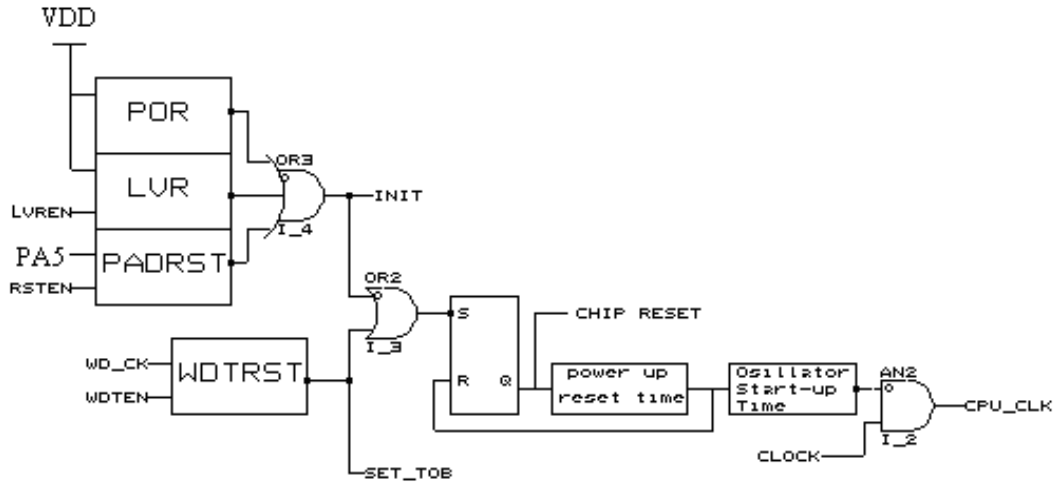 VDD
POR
LVR
LVREN
PA5
PADRST
RSTEN
OR3
I_4
INIT
OR2
I_3
WD_CK
WDTEN
WDTRST
SET_TOB
S
R
Q
CHIP RESET
power up
reset time
Osillator
Start-up
Time
AN2
I_2
CLOCK
CPU_CLK